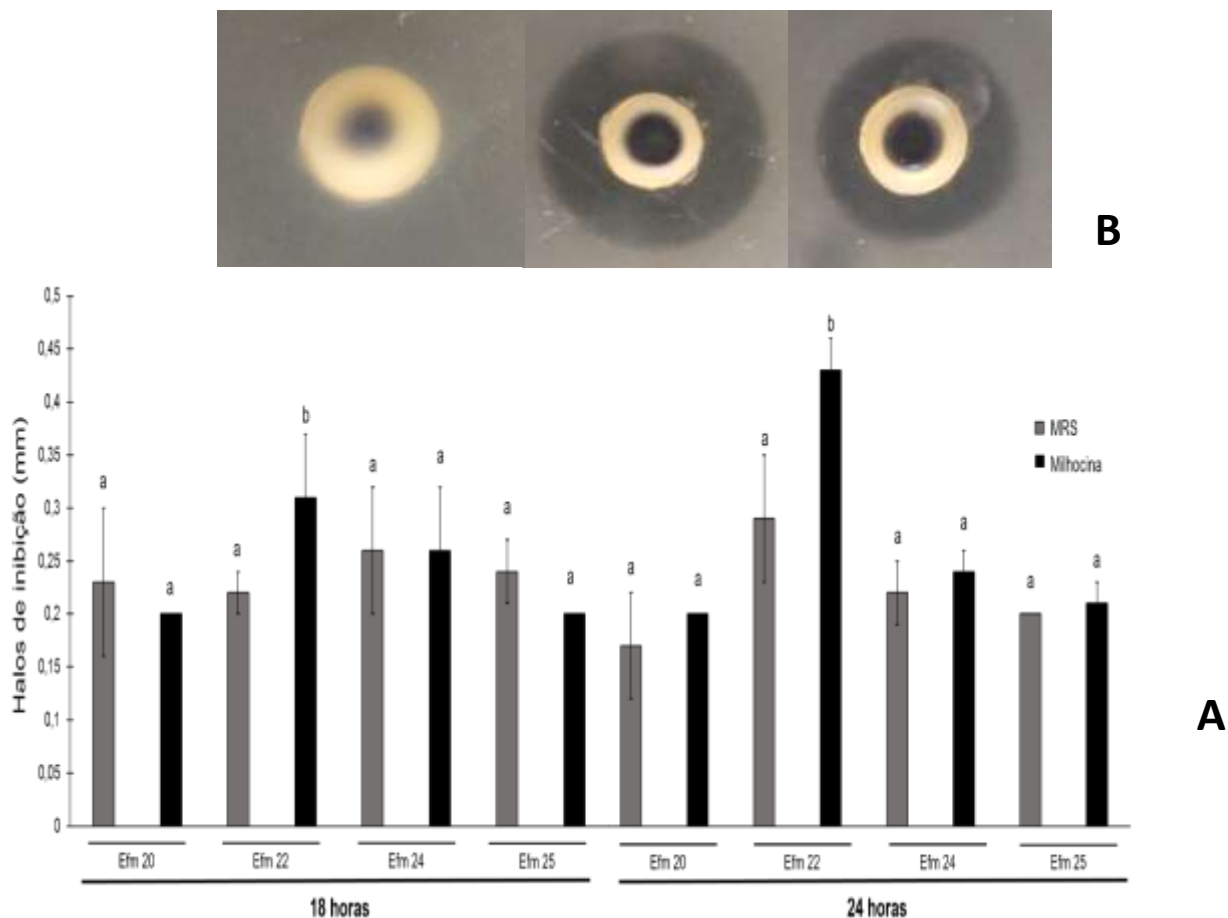 B
Halos de inibição (mm)
0,5
0,45
0,4
0,35
0,3
0,25
0,2
0,15
0,1
0,05
0
a
a
a
b
a
a
a
a
a
a
a
b
a
a
a
a
MRS
Milhocina
A
Efm 20
Efm 22
Efm 24
Efm 25
Efm 20
Efm 22
Efm 24
Efm 25
18 horas
24 horas